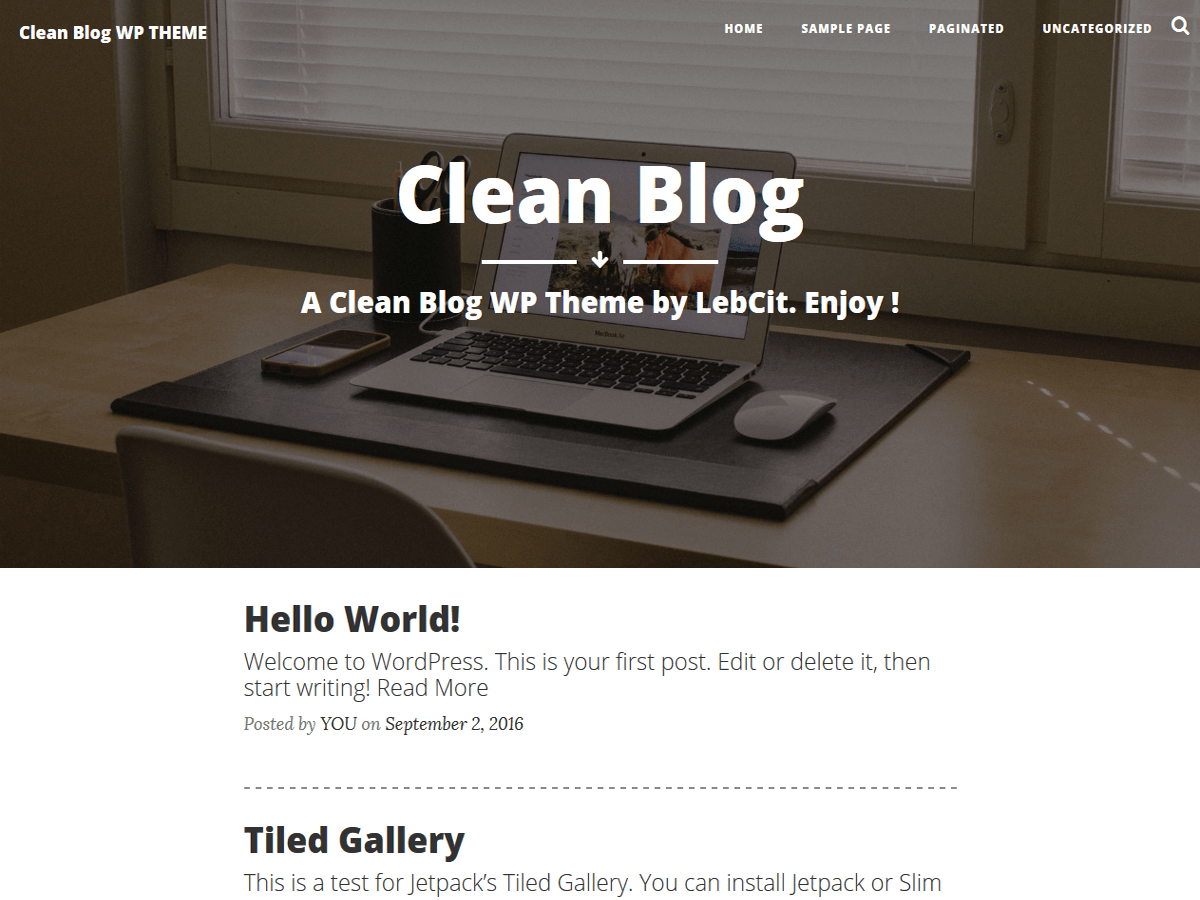 Clean Blog WP THEME
HOME SAMPLE PAGE PAGINATED UNCATEGORIZED
Clean Blog
A Clean Blog WP Theme by LebCit. Enjoy !
MacBook Air
Hello World!
Welcome to WordPress. This is your first post. Edit or delete it, then
start writing! Read More
Posted by YOU on September 2, 2016
Tiled Gallery
This is a test for Jetpack’s Tiled Gallery. You can install Jetpack or Slim